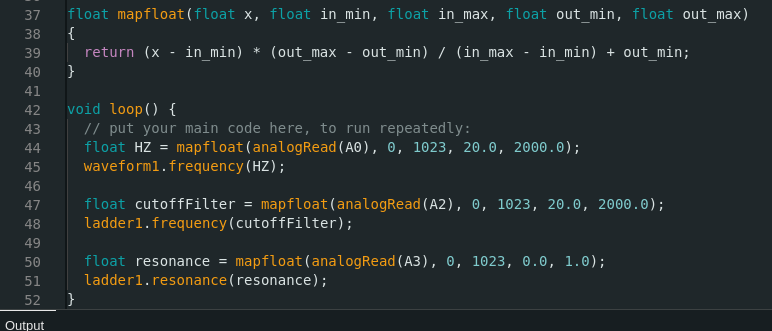 37 float mapfloat(float x, float in_min, float in_max, float out_min, float out_max)
38 {
39   return (x - in_min) * (out_max - out_min) / (in_max - in_min) + out_min;
40 }
41
42 void loop() {
43   // put your main code here, to run repeatedly:
44   float HZ = mapfloat(analogRead(A0), 0, 1023, 20.0, 2000.0);
45   waveform1.frequency(HZ);
46
47   float cutoffFilter = mapfloat(analogRead(A2), 0, 1023, 20.0, 2000.0);
48   ladder1.frequency(cutoffFilter);
49
50   float resonance = mapfloat(analogRead(A3), 0, 1023, 0.0, 1.0);
51   ladder1.resonance(resonance);
52 }
Output